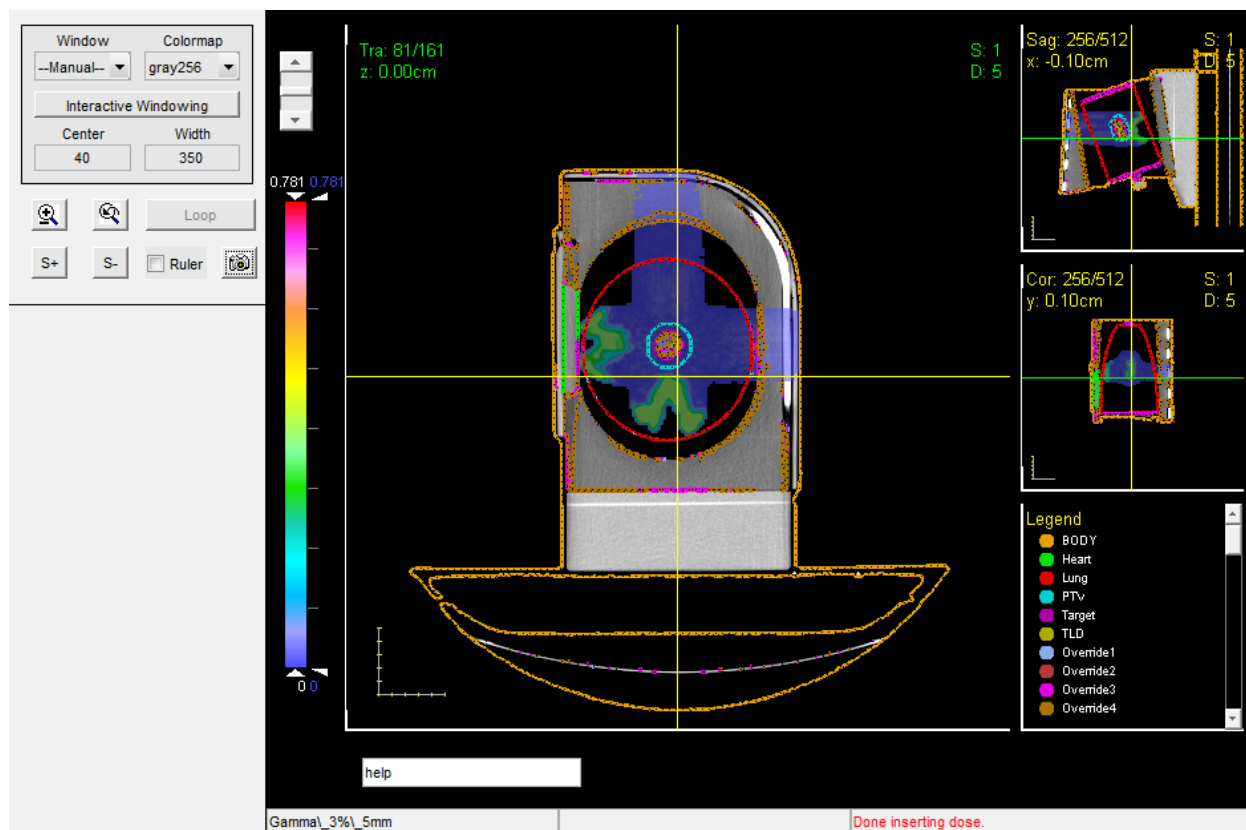 Window Colormap
--Manual-- gray256
Interactive Windowing
Center Width
40 350
Loop
S+ S- Ruler
0.781 0.781
0 0
Tra: 81/161 S: 1
z: 0.00cm D: 5
Sag: 256/512 S: 1
x: -0.10cm D: 5
Cor: 256/512 S: 1
y: 0.10cm D: 5
Legend
BODY
Heart
Lung
PTv
Target
TLD
Override1
Override2
Override3
Override4
help
Gamma\_3%\_5mm Done inserting dose.